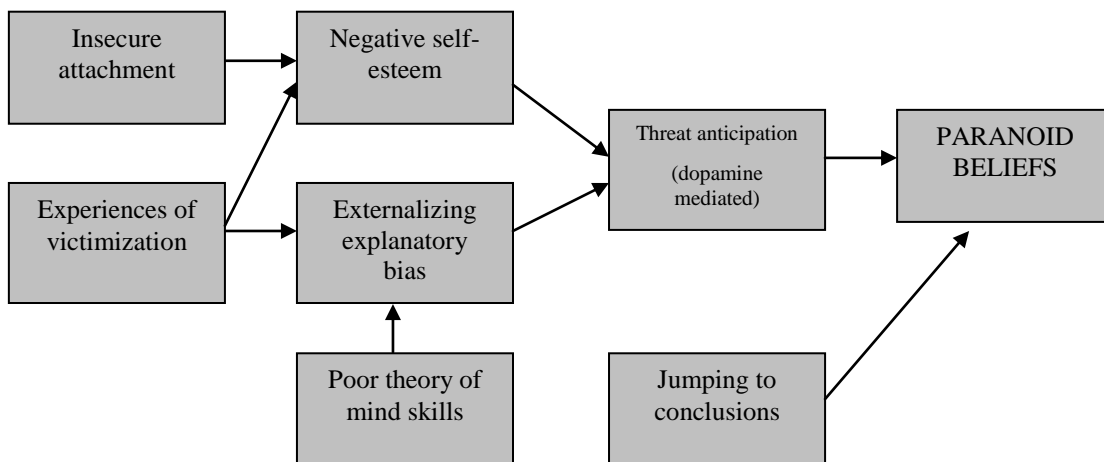 Insecure
attachment
Negative self-
esteem
Threat anticipation
(dopamine
mediated)
PARANOID
BELIEFS
Experiences of
victimization
Externalizing
explanatory
bias
Poor theory of
mind skills
Jumping to
conclusions